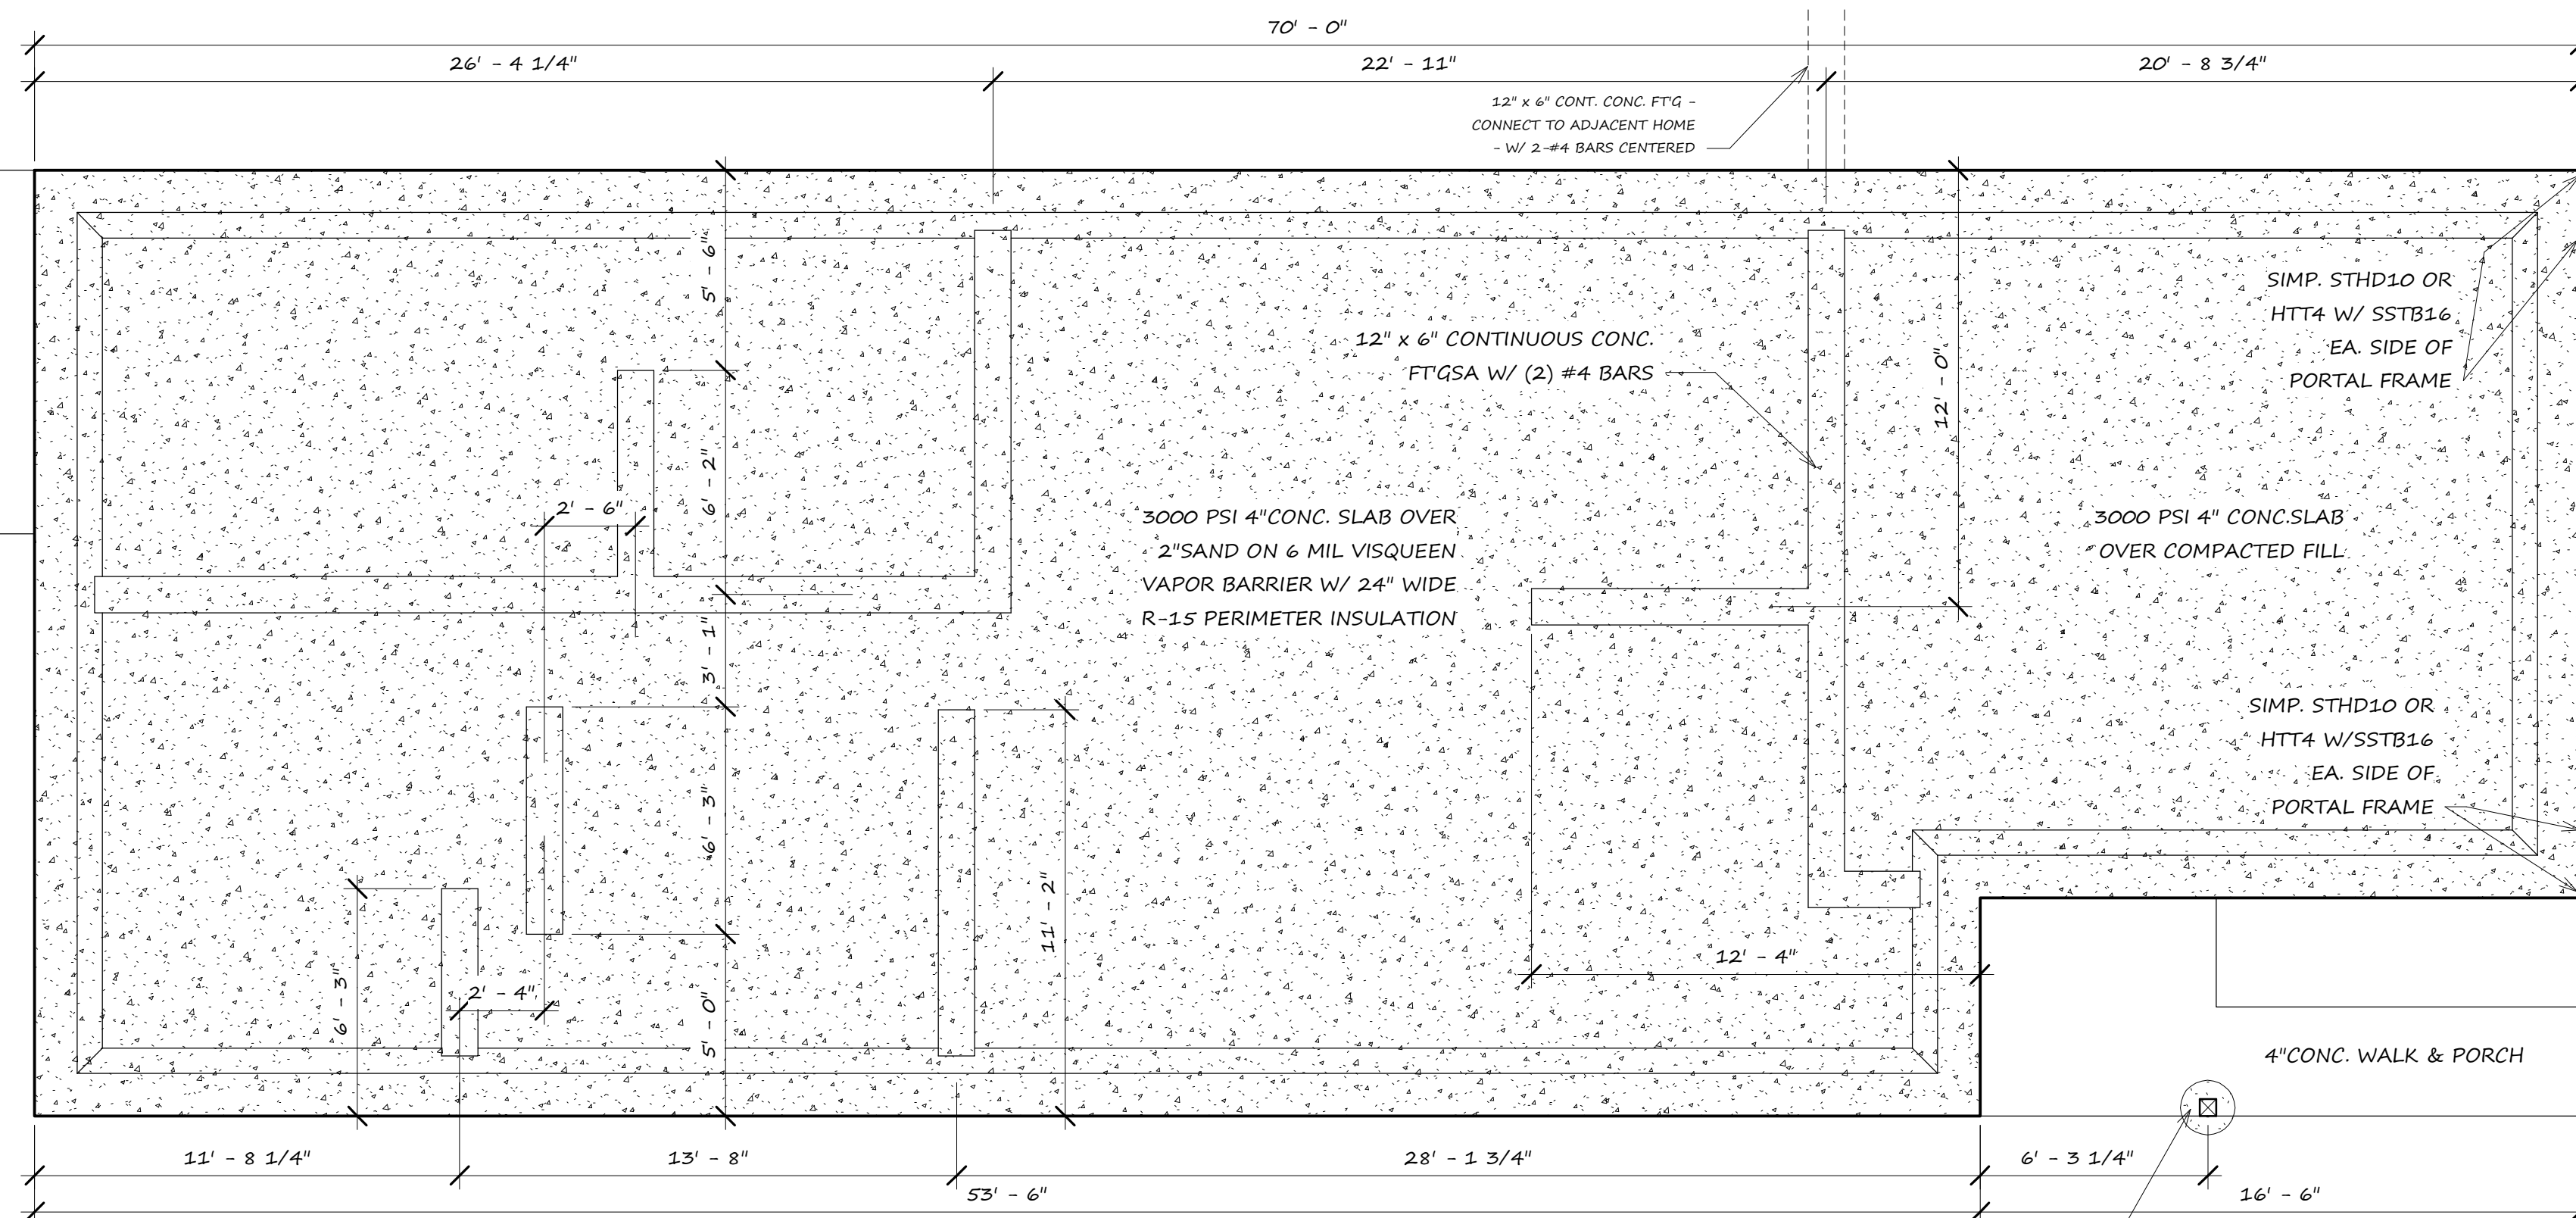 70' - 0"
26' - 4 1/4"
22' - 11"
20' - 8 3/4"
12" x 6" CONT. CONC. FT'G -
CONNECT TO ADJACENT HOME
- W/ 2-#4 BARS CENTERED
5' - 6"
SIMP. STHD10 OR
HTT4 W/ SSTB16
EA. SIDE OF
PORTAL FRAME
12" x 6" CONTINUOUS CONC.
FT'GSA W/ (2) #4 BARS
12' - 0"
6' - 2"
2' - 6"
3000 PSI 4"CONC. SLAB OVER
2"SAND ON 6 MIL VISQUEEN
VAPOR BARRIER W/ 24" WIDE
R-15 PERIMETER INSULATION
3000 PSI 4" CONC.SLAB
OVER COMPACTED FILL
3' - 1"
SIMP. STHD10 OR
HTT4 W/SSTB16
EA. SIDE OF
PORTAL FRAME
6' - 3"
11' - 2"
12' - 4"
6' - 3"
2' - 4"
5' - 0"
4"CONC. WALK & PORCH
11' - 8 1/4"
13' - 8"
28' - 1 3/4"
6' - 3 1/4"
53' - 6"
16' - 6"